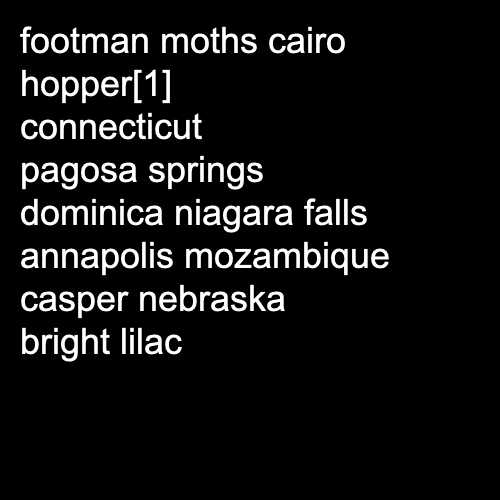 footman moths cairo
hopper[1]
connecticut
pagosa springs
dominica niagara falls
annapolis mozambique
casper nebraska
bright lilac